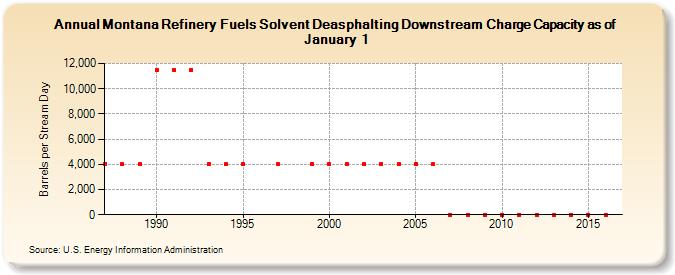 Annual Montana Refinery Fuels Solvent Deasphalting Downstream Charge Capacity as of
January 1
Barrels per Stream Day
12,000
10,000
8,000
6,000
4,000
2,000
0
1990 1995 2000 2005 2010 2015
Source: U.S. Energy Information Administration